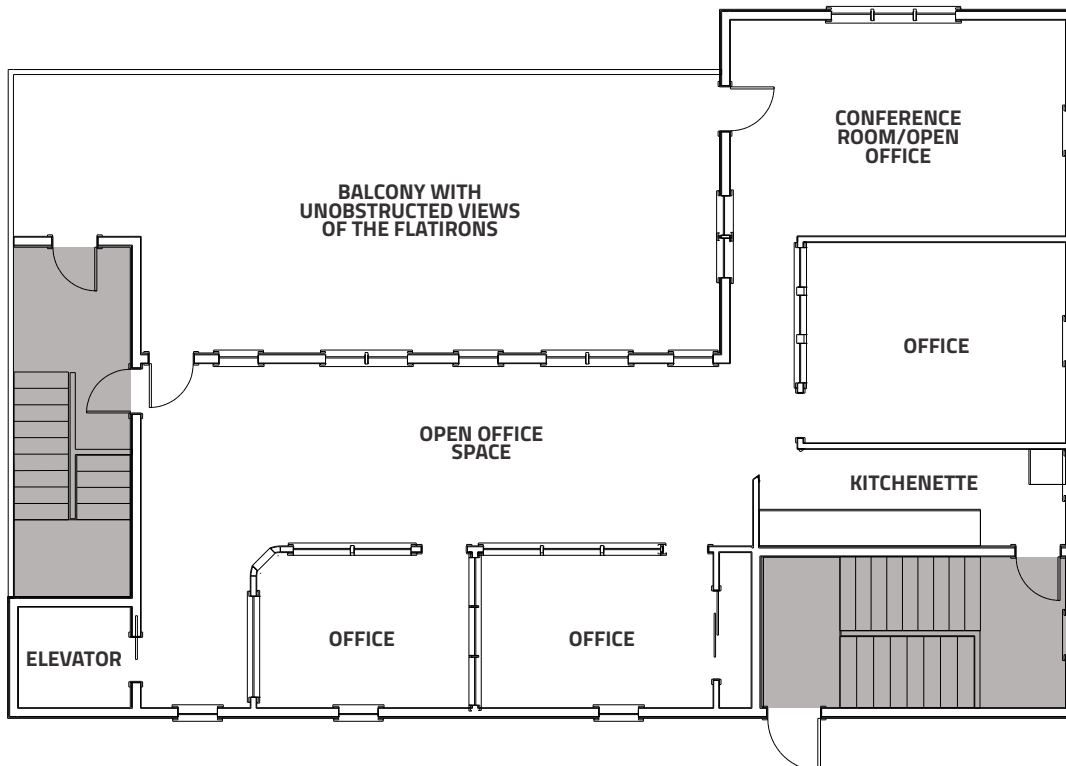 CONFERENCE
ROOM/OPEN
OFFICE
BALCONY WITH
UNOBSTRUCTED VIEWS
OF THE FLATIRONS
OFFICE
OPEN OFFICE
SPACE
KITCHENETTE
OFFICE
OFFICE
ELEVATOR